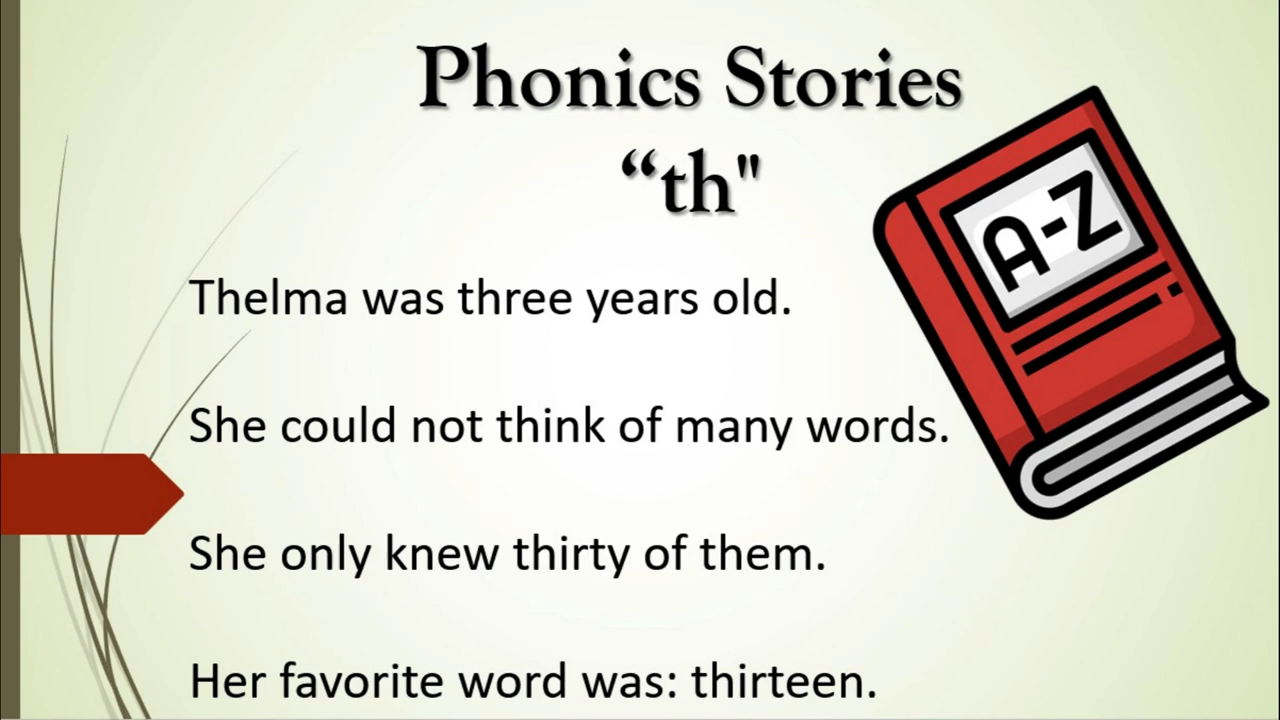 Phonics Stories
“th"
A-Z
Thelma was three years old.
She could not think of many words.
She only knew thirty of them.
Her favorite word was: thirteen.